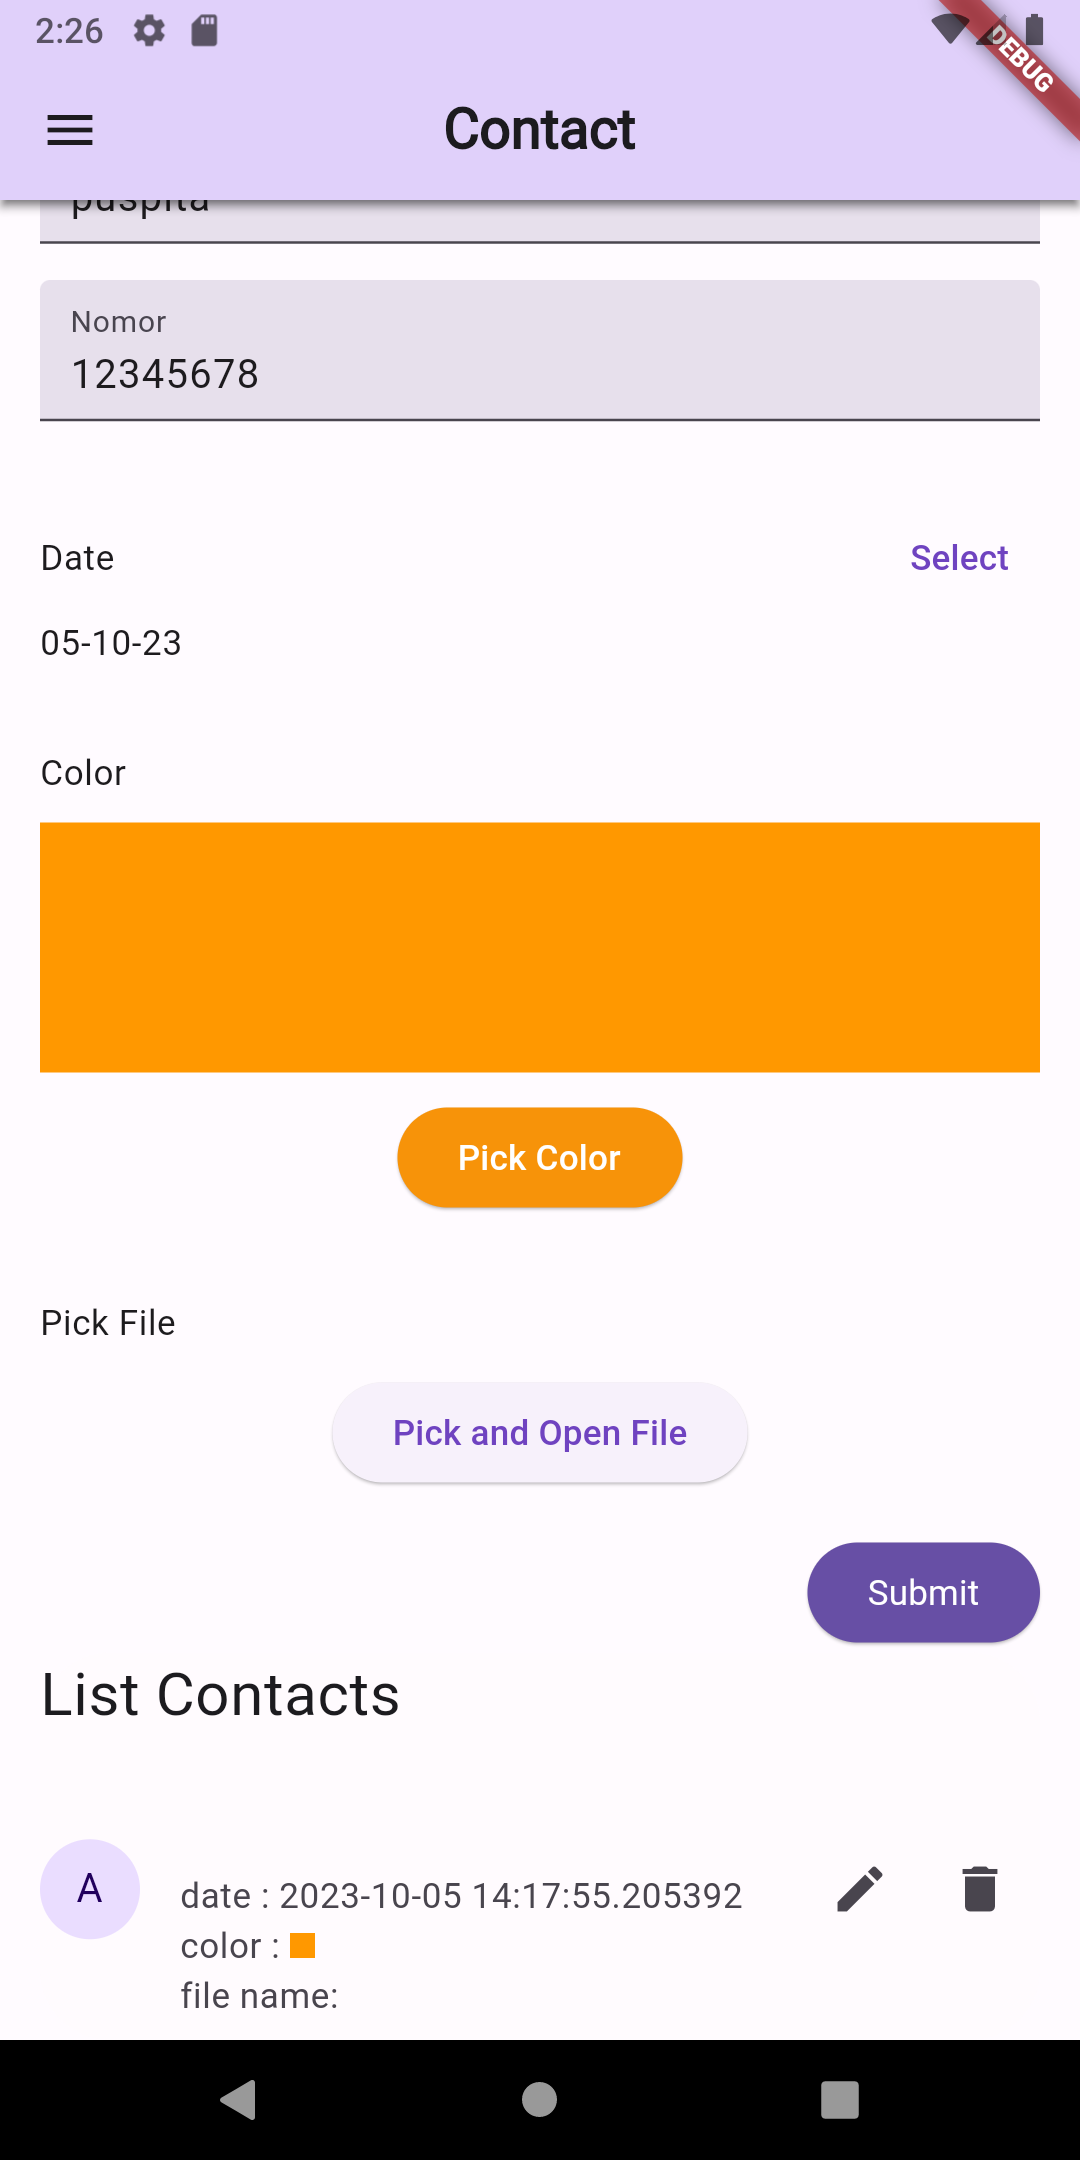 2:26
DEBUG
Contact
puspita
Nomor
12345678
Date
Select
05-10-23
Color
Pick Color
Pick File
Pick and Open File
Submit
List Contacts
A
date : 2023-10-05 14:17:55.205392
color :
file name: